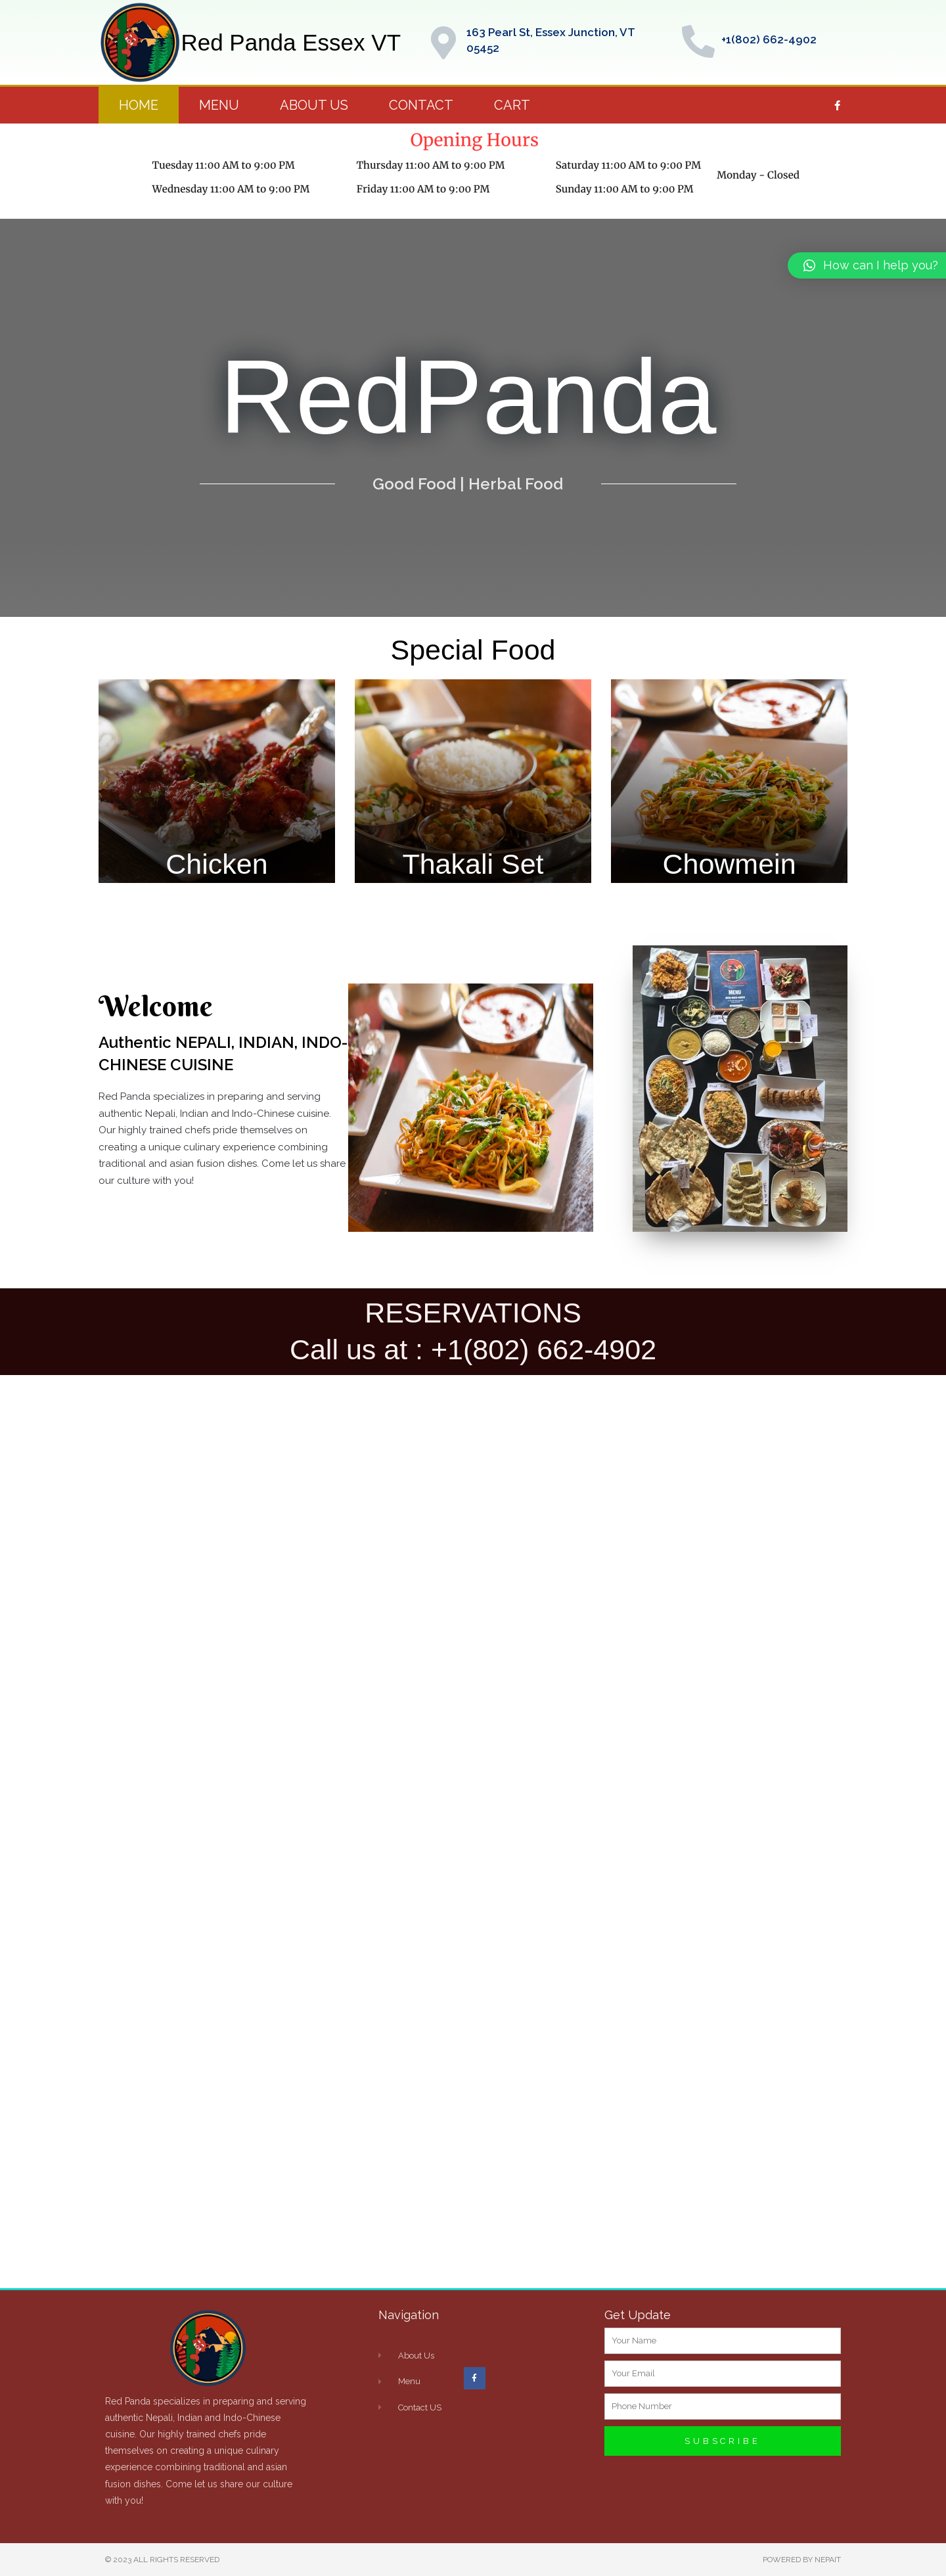 Red Panda Essex VT
163 Pearl St, Essex Junction, VT
05452
+1(802) 662-4902
HOME
MENU
ABOUT US
CONTACT
CART
Opening Hours
Tuesday 11:00 AM to 9:00 PM
Wednesday 11:00 AM to 9:00 PM
Thursday 11:00 AM to 9:00 PM
Friday 11:00 AM to 9:00 PM
Saturday 11:00 AM to 9:00 PM
Sunday 11:00 AM to 9:00 PM
Monday - Closed
How can I help you?
RedPanda
Good Food | Herbal Food
Special Food
Chicken
Thakali Set
Chowmein
Welcome
Authentic NEPALI, INDIAN, INDO-
CHINESE CUISINE
Red Panda specializes in preparing and serving
authentic Nepali, Indian and Indo-Chinese cuisine.
Our highly trained chefs pride themselves on
creating a unique culinary experience combining
traditional and asian fusion dishes. Come let us share
our culture with you!
MENU
RESERVATIONS
Call us at : +1(802) 662-4902
Red Panda specializes in preparing and serving
authentic Nepali, Indian and Indo-Chinese
cuisine. Our highly trained chefs pride
themselves on creating a unique culinary
experience combining traditional and asian
fusion dishes. Come let us share our culture
with you!
Navigation
About Us
Menu
Contact US
Get Update
Your Name
Your Email
Phone Number
SUBSCRIBE
© 2023 ALL RIGHTS RESERVED
POWERED BY NEPAIT